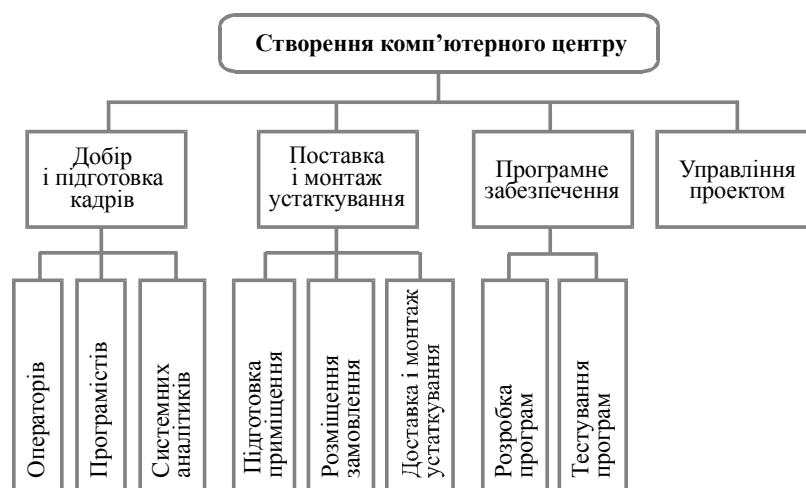 Створення комп’ютерного центру
Добір
і підготовка
кадрів
Поставка
і монтаж
устаткування
Програмне
забезпечення
Управління
проектом
Операторів
Програмістів
Системних
аналітиків
Підготовка
приміщення
Розміщення
замовлення
Доставка і монтаж
устаткування
Розробка
програм
Тестування
програм